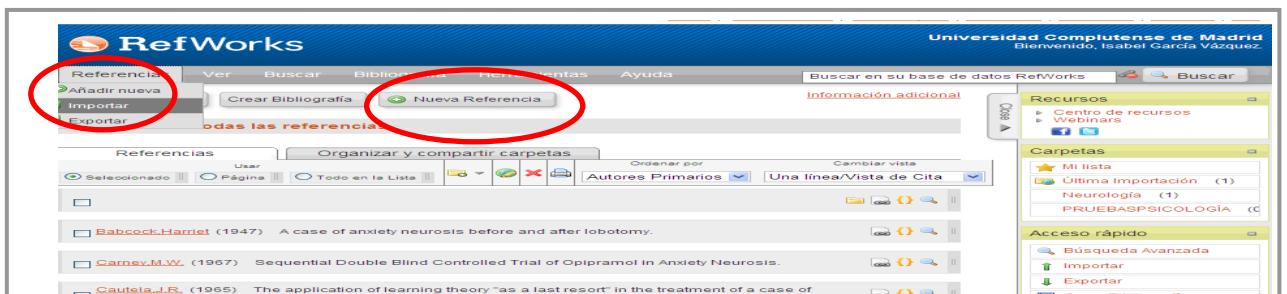 RefWorks
Universidad Complutense de Madrid
Bienvenido, Isabel García Vázquez.
Referencias Ver Buscar Bibliografía Herramientas Ayuda
Buscar en su base de datos RefWorks Buscar
Añadir nueva
Importar
Exportar
Crear Bibliografía Nueva Referencia
Información adicional
odas las referencias
Close
Referencias Organizar y compartir carpetas
Usar
Seleccionado Página Todo en la Lista
Ordenar por
Autores Primarios
Cambiar vista
Una línea/Vista de Cita
Babcock,Harriet (1947) A case of anxiety neurosis before and after lobotomy.
Carney,M.W. (1967) Sequential Double Blind Controlled Trial of Opipramol in Anxiety Neurosis.
Cautela,J.R. (1965) The application of learning theory "as a last resort" in the treatment of a case of
Recursos
Centro de recursos
Webinars
Carpetas
Mi lista
Última Importación (1)
Neurología (1)
PRUEBASPSICOLOGÍA (0
Acceso rápido
Búsqueda Avanzada
Importar
Exportar